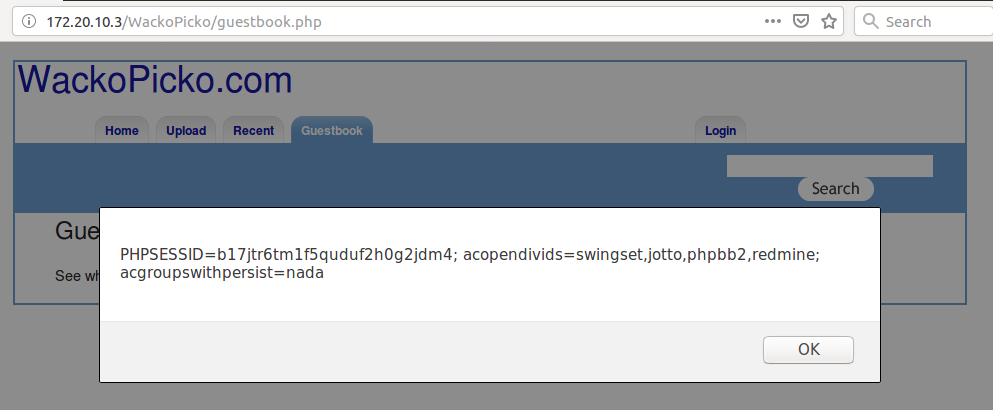 172.20.10.3/WackoPicko/guestbook.php
Search
WackoPicko.com
Home Upload Recent Guestbook Login
Search
Gue
PHPSESSID=b17jtr6tm1f5quduf2h0g2jdm4; acopendivids=swingset,jotto,phpbb2,redmine;
acgroupswithpersist=nada
See wh
OK